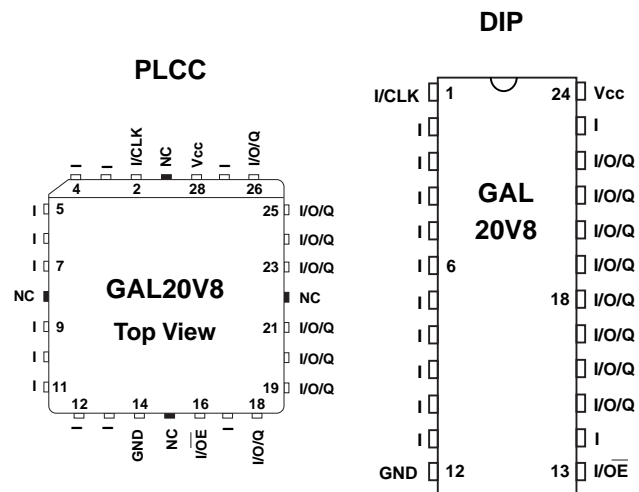 DIP
PLCC
I/CLK 1 24 Vcc
I I
I I/O/Q
I GAL I/O/Q
I 20V8 I/O/Q
I 6 I/O/Q
I 18 I/O/Q
I I/O/Q
I I/O/Q
I I/O/Q
I I
GND 12 13 I/OE
I I I/CLK NC Vcc I I/O/Q
4 2 28 26
I 5 25 I/O/Q
I I/O/Q
I 7 23 I/O/Q
NC GAL20V8 NC
I 9 Top View 21 I/O/Q
I I/O/Q
I 11 19 I/O/Q
12 14 16 18
I I GND NC I/OE I I/O/Q